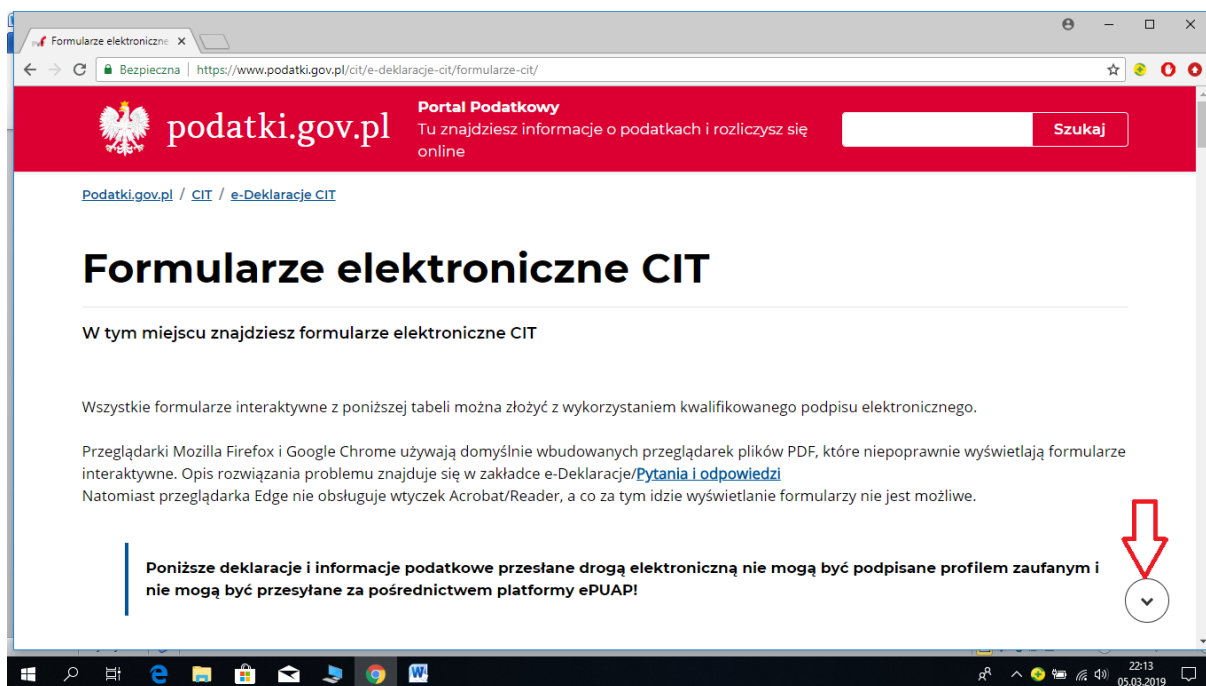 Formularze elektroniczne
Bezpieczna | https://www.podatki.gov.pl/cit/e-deklaracje-cit/formularze-cit/
podatki.gov.pl
Portal Podatkowy
Tu znajdziesz informacje o podatkach i rozliczysz się
online
Szukaj
Podatki.gov.pl / CIT / e-Deklaracje CIT
Formularze elektroniczne CIT
W tym miejscu znajdziesz formularze elektroniczne CIT
Wszystkie formularze interaktywne z poniższej tabeli można złożyć z wykorzystaniem kwalifikowanego podpisu elektronicznego.
Przeglądarki Mozilla Firefox i Google Chrome używają domyślnie wbudowanych przeglądarek plików PDF, które niepoprawnie wyświetlają formularze
interaktywne. Opis rozwiązania problemu znajduje się w zakładce e-Deklaracje/Pytania i odpowiedzi
Natomiast przeglądarka Edge nie obsługuje wtyczek Acrobat/Reader, a co za tym idzie wyświetlanie formularzy nie jest możliwe.
Poniższe deklaracje i informacje podatkowe przesłane drogą elektroniczną nie mogą być podpisane profilem zaufanym i
nie mogą być przesyłane za pośrednictwem platformy ePUAP!
22:13
05.03.2019